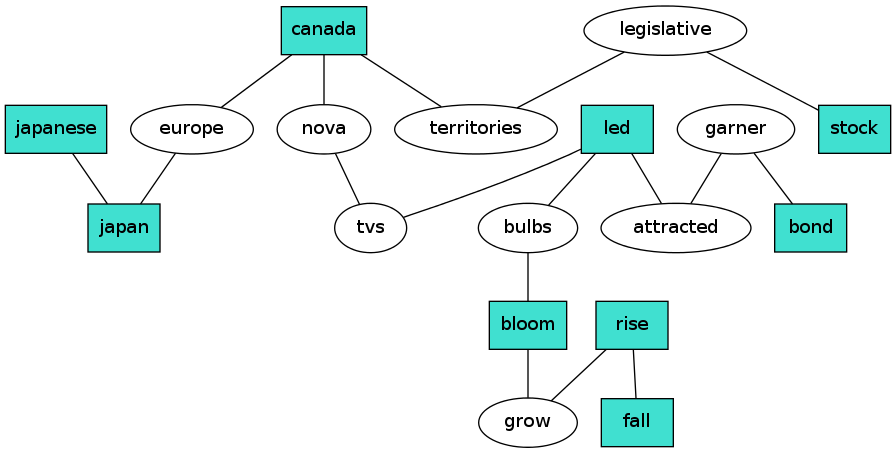 canada
legislative
japanese
europe
nova
territories
led
garner
stock
japan
tvs
bulbs
attracted
bond
bloom
rise
grow
fall